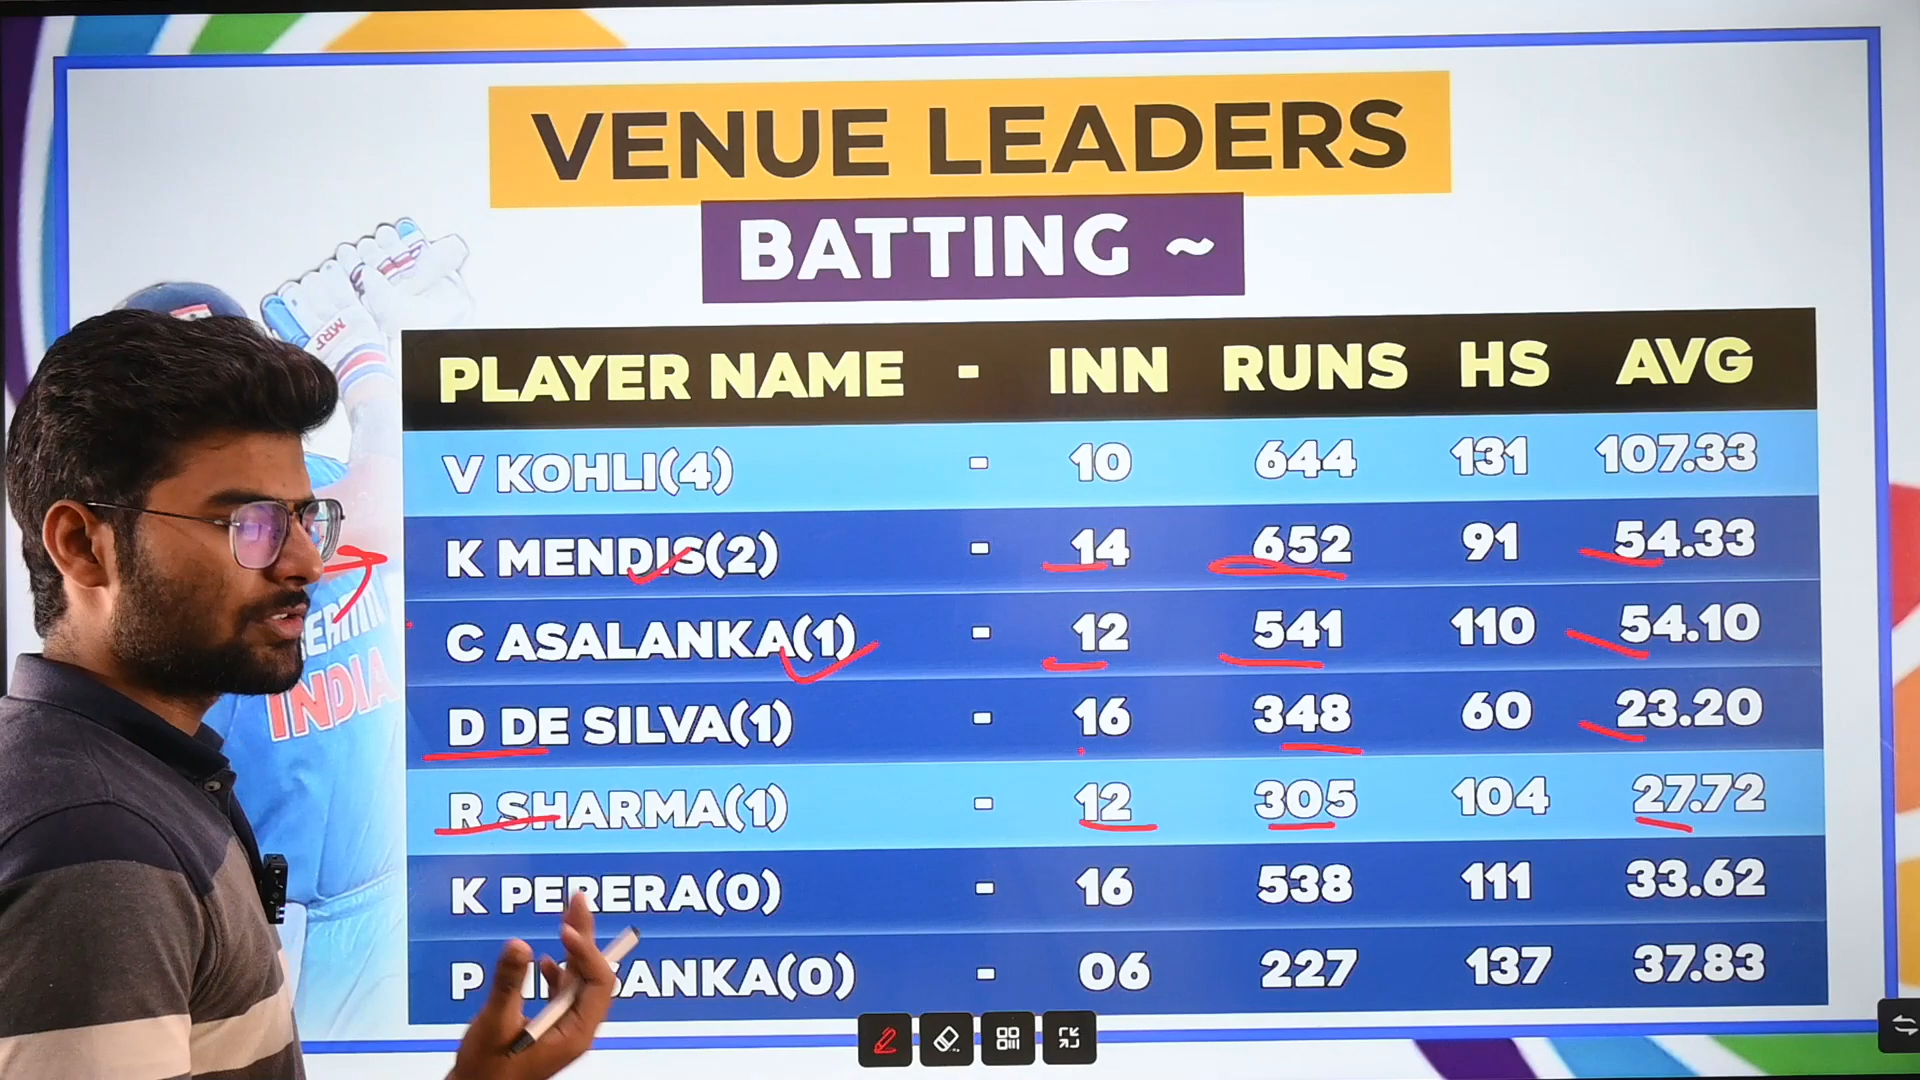 VENUE LEADERS
BATTING ~
PLAYER NAME - INN RUNS HS AVG
V KOHLI(4) - 10 644 131 107.33
K MENDIS(2) - 14 652 91 54.33
C ASALANKA(1) - 12 541 110 54.10
D DE SILVA(1) - 16 348 60 23.20
R SHARMA(1) - 12 305 104 27.72
K PERERA(0) - 16 538 111 33.62
P - 06 227 137 37.83
MRF
INDIA